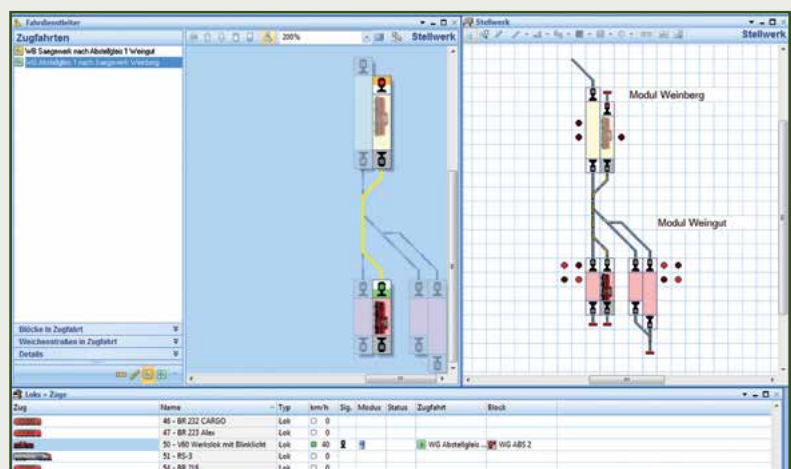 Fahrdienstleiter
Zugfahrten
200%
Stellwerk
WB Saegewerk nach Abstellgleis 1 Weingut
WG Abstellgleis 1 nach Saegewerk Weinberg
Blöcke in Zugfahrt
Weichenstraßen in Zugfahrt
Details
Stellwerk
Stellwerk
Modul Weinberg
Modul Weingut
Loks + Züge
Zug Name Typ km/h Sig. Modus Status Zugfahrt Block
46 - BR 232 CARGO Lok 0
47 - BR 223 Alex Lok 0
50 - V80 Werkslok mit Blinklicht Lok 40 WG Abstellgleis ... WG ABS 2
51 - RS-3 Lok 0
54 - BR 216 Lok 0